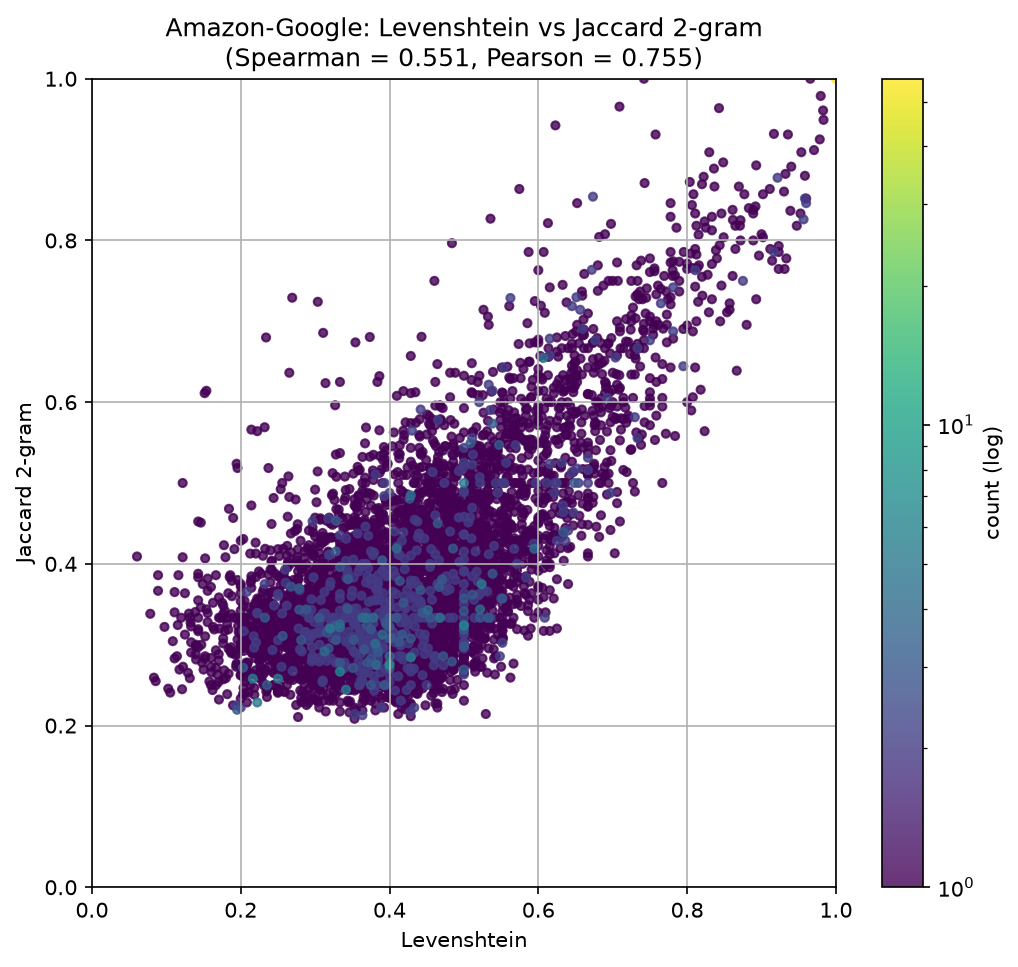 Amazon-Google: Levenshtein vs Jaccard 2-gram
(Spearman = 0.551, Pearson = 0.755)
1.0
0.8
0.6
0.4
0.2
0.0
Jaccard 2-gram
0.0 0.2 0.4 0.6 0.8 1.0
Levenshtein
10¹
10⁰
count (log)